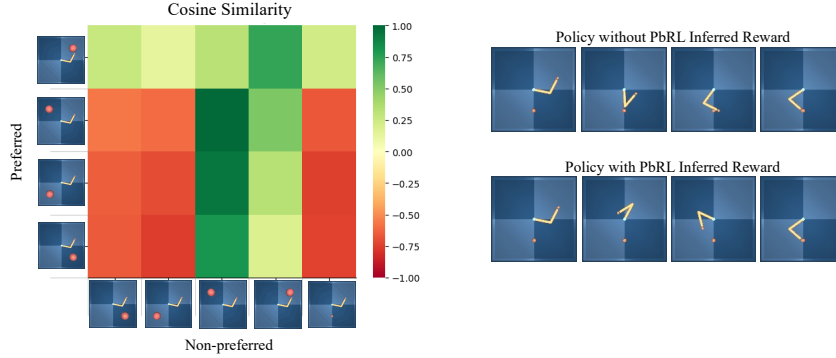 Cosine Similarity
Preferred
Non-preferred
1.00
0.75
0.50
0.25
0.00
−0.25
−0.50
−0.75
−1.00
Policy without PbRL Inferred Reward
Policy with PbRL Inferred Reward